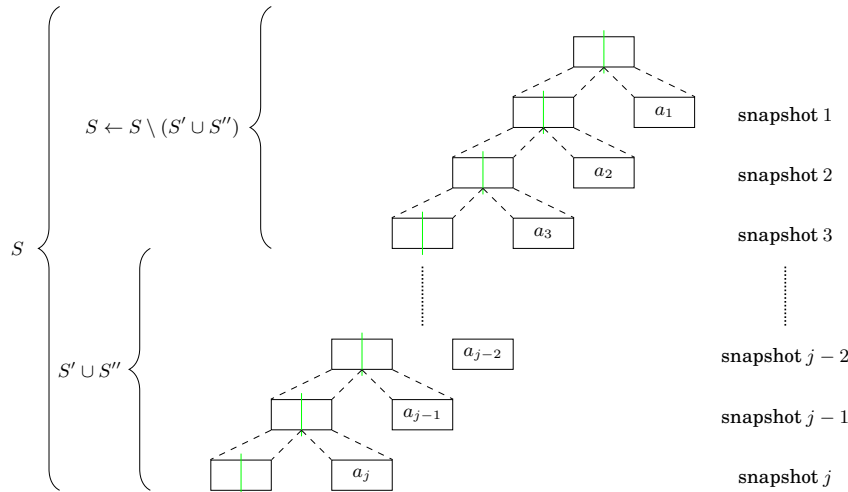 a₁ snapshot 1
S ← S \ (S′ ∪ S″)
a₂ snapshot 2
a₃ snapshot 3
S
aⱼ₋₂ snapshot j − 2
S′ ∪ S″
aⱼ₋₁ snapshot j − 1
aⱼ snapshot j